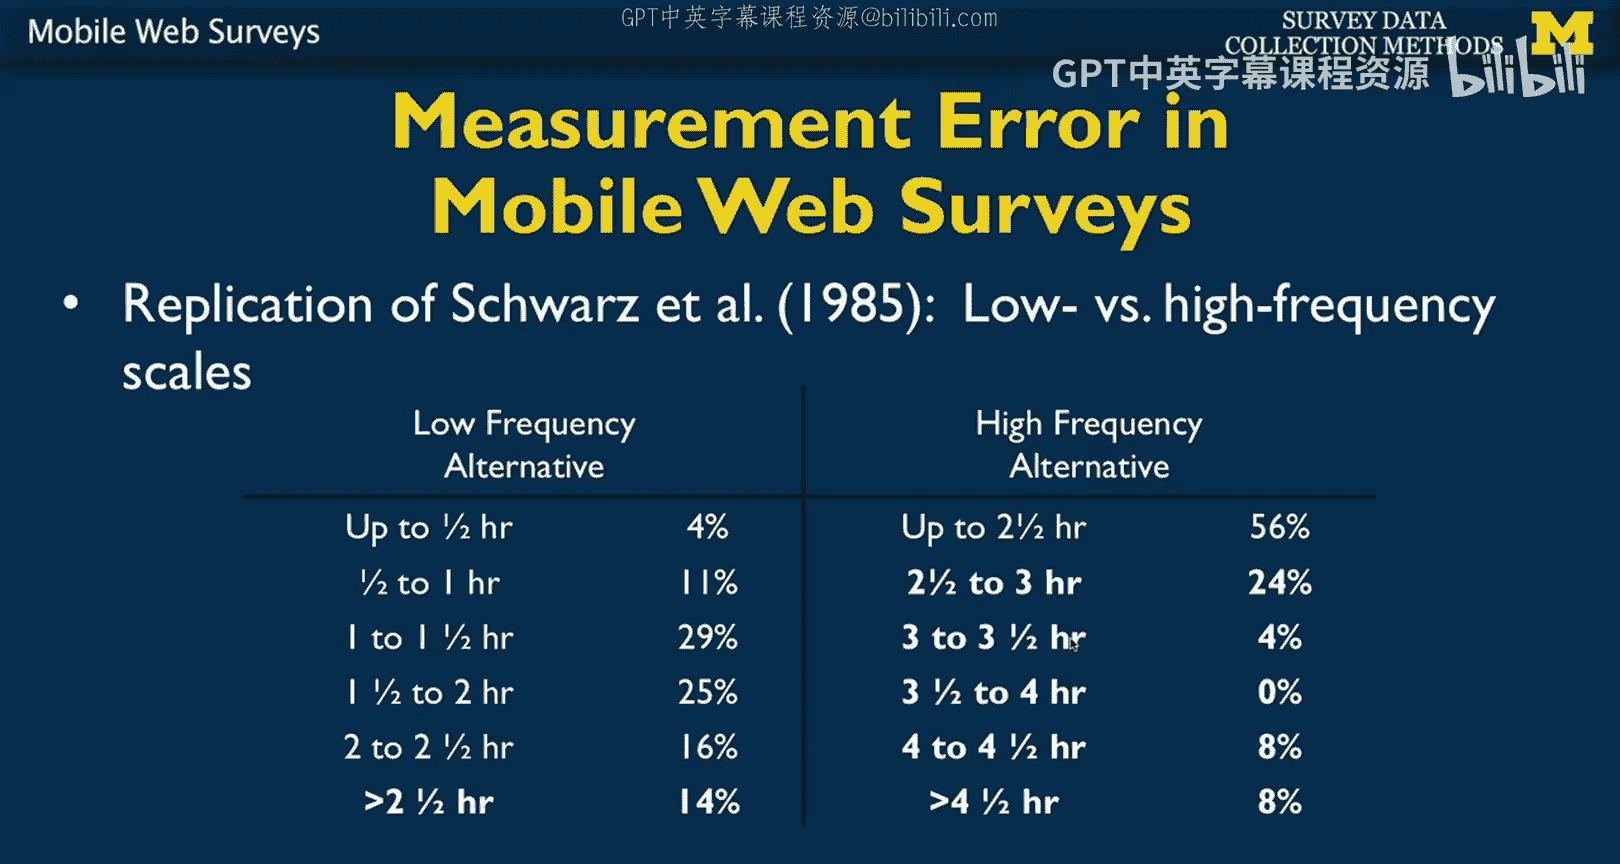 Mobile Web Surveys
GPT中英字幕课程资源@bilibili.com
SURVEY DATA
COLLECTION METHODS
M
GPT中英字幕课程资源 bilibili
Measurement Error in
Mobile Web Surveys
• Replication of Schwarz et al. (1985): Low- vs. high-frequency
scales
Low Frequency
Alternative
High Frequency
Alternative
Up to ½ hr 4% Up to 2½ hr 56%
½ to 1 hr 11% 2½ to 3 hr 24%
1 to 1 ½ hr 29% 3 to 3 ½ hr 4%
1 ½ to 2 hr 25% 3 ½ to 4 hr 0%
2 to 2 ½ hr 16% 4 to 4 ½ hr 8%
>2 ½ hr 14% >4 ½ hr 8%